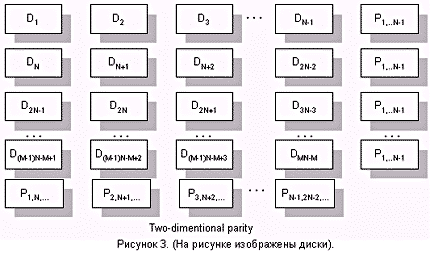 D1 D2 D3 ... DN-1 P1,..N-1
DN DN+1 DN+2 D2N-2 P1,..N-1
D2N-1 D2N D2N+1 D3N-3 P1,..N-1
... ... ... ... ...
D(M-1)N-M+1 D(M-1)N-M+2 D(M-1)N-M+3 DMN-M P1,..N-1
P1,N,... P2,N+1,... P3,N+2,... ... PN-1,2N-2,...
Two-dimentional parity
Рисунок 3. (На рисунке изображены диски).